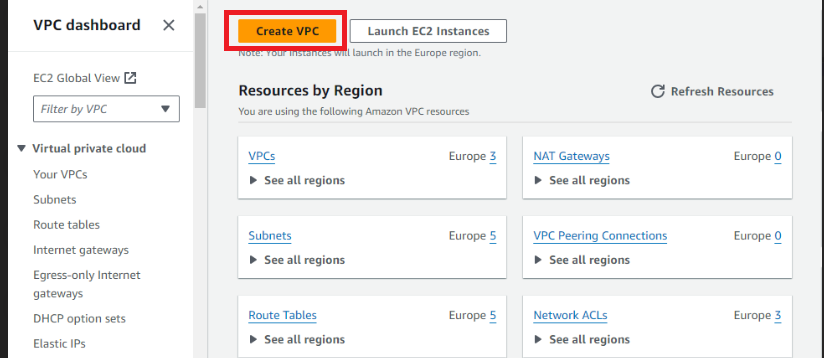 VPC dashboard
EC2 Global View
Filter by VPC
Virtual private cloud
Your VPCs
Subnets
Route tables
Internet gateways
Egress-only Internet
gateways
DHCP option sets
Elastic IPs
Create VPC
Launch EC2 Instances
Note: Your Instances will launch in the Europe region.
Resources by Region
Refresh Resources
You are using the following Amazon VPC resources
VPCs Europe 3
See all regions
NAT Gateways Europe 0
See all regions
Subnets Europe 5
See all regions
VPC Peering Connections Europe 0
See all regions
Route Tables Europe 5
See all regions
Network ACLs Europe 3
See all regions